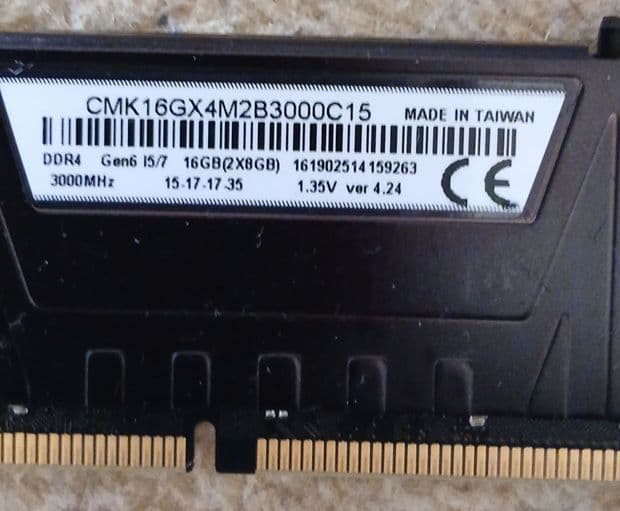 CMK16GX4M2B3000C15 MADE IN TAIWAN
DDR4 Gen6 I5/7 16GB(2X8GB) 161902514159263
3000MHz 15-17-17-35 1.35V ver 4.24 CE